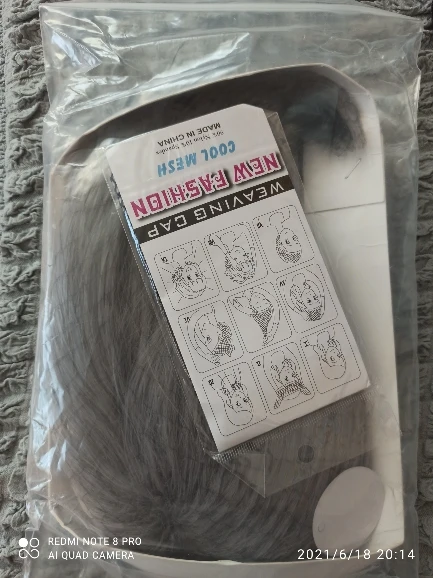 WEAVING CAP
NEW FASHION
COOL MESH
MADE IN CHINA
REDMI NOTE 8 PRO
AI QUAD CAMERA
2021/6/18 20:14